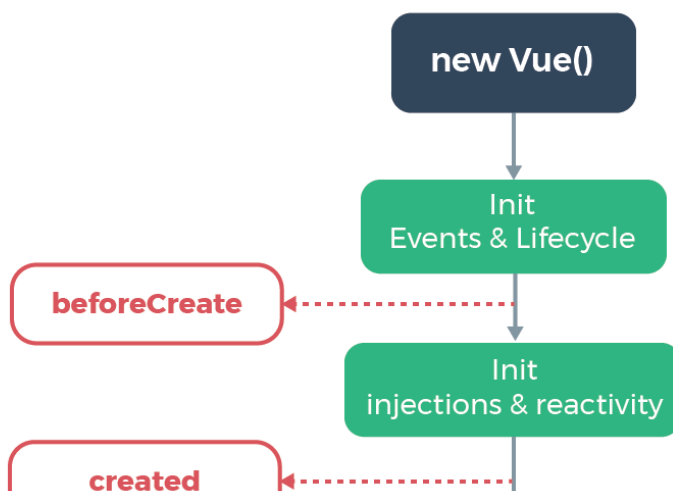 new Vue()
Init
Events & Lifecycle
beforeCreate
Init
injections & reactivity
created